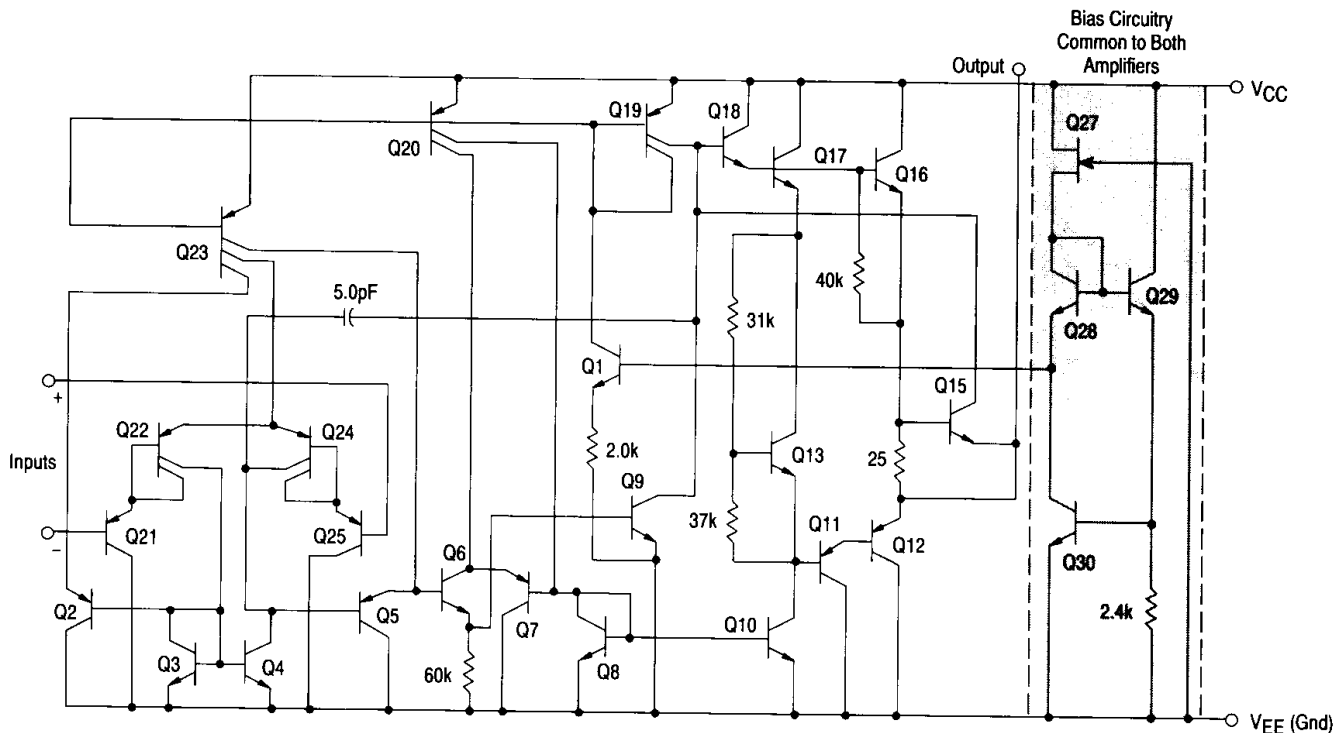 Bias Circuitry
Common to Both
Amplifiers
Output
VCC
Q27
Q19
Q18
Q20
Q17
Q16
Q23
40k
Q28
Q29
5.0pF
31k
Q1
Q15
+
Q22
Q24
2.0k
Q13
25
Inputs
Q9
37k
Q21
Q25
Q11
Q12
−
Q6
Q30
Q2
Q5
Q7
Q10
2.4k
Q3
Q4
60k
Q8
VEE (Gnd)